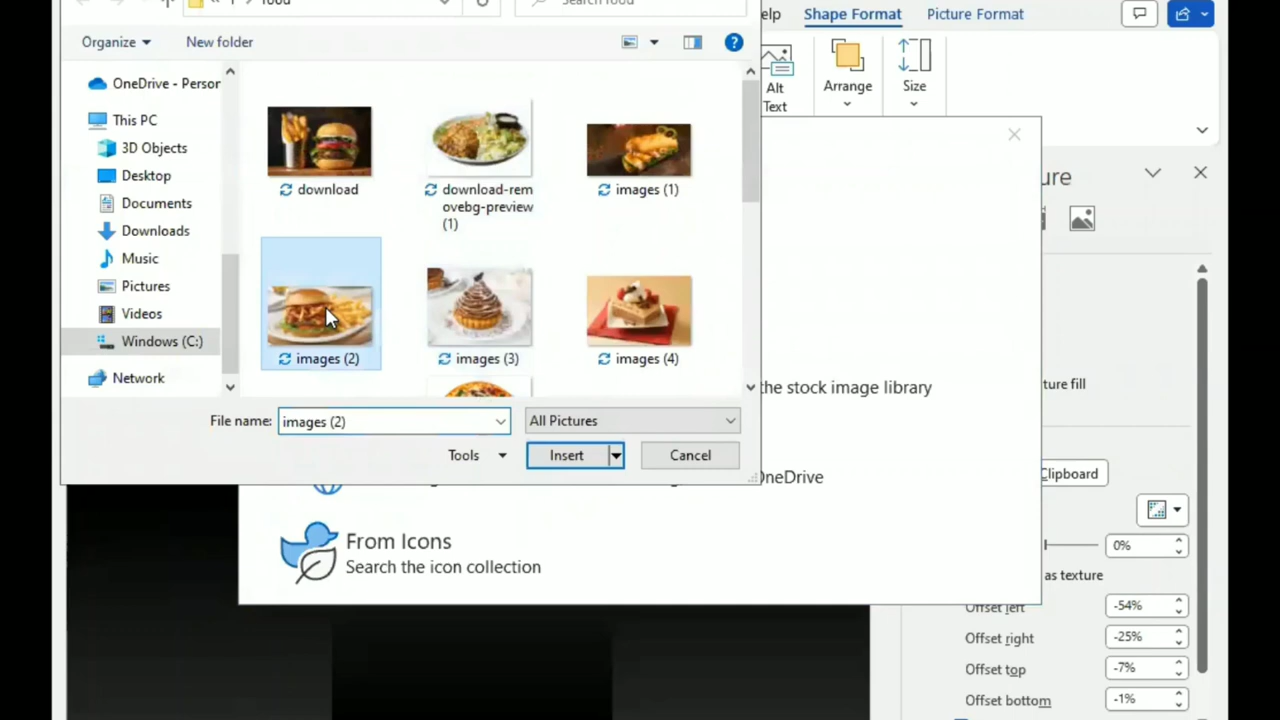 food
Search food
elp
Shape Format
Picture Format
Organize
New folder
Alt
Text
Arrange
Size
OneDrive - Person
This PC
3D Objects
Desktop
Documents
Downloads
Music
Pictures
Videos
Windows (C:)
Network
download
download-rem
ovebg-preview
(1)
images (1)
images (2)
images (3)
images (4)
File name:
images (2)
All Pictures
Tools
Insert
Cancel
ure
ture fill
the stock image library
Clipboard
OneDrive
From Icons
Search the icon collection
0%
as texture
Offset left
-54%
Offset right
-25%
Offset top
-7%
Offset bottom
-1%